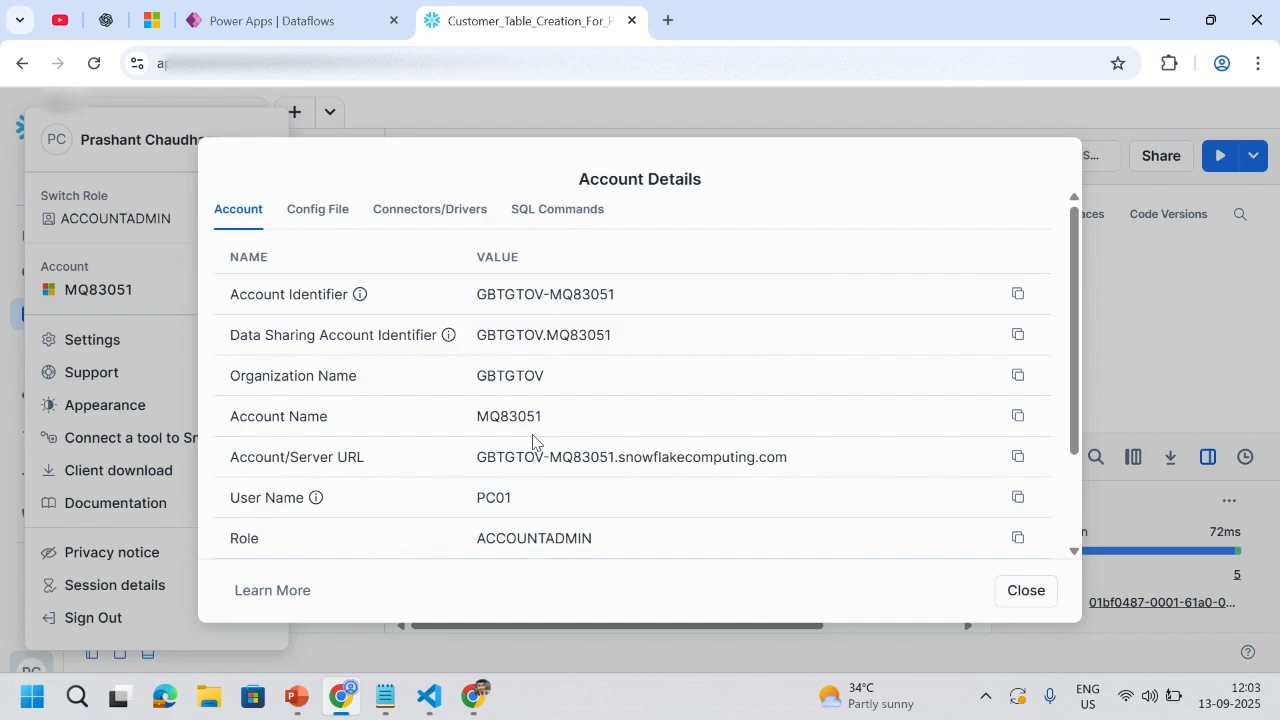 Power Apps | Dataflows
Customer_Table_Creation_For_P
PC
Prashant Chaudha
Share
Account Details
Switch Role
ACCOUNTADMIN
Account
Config File
Connectors/Drivers
SQL Commands
Code Versions
NAME
VALUE
Account
MQ83051
Account Identifier
GBTGTOV-MQ83051
Data Sharing Account Identifier
GBTGTOV.MQ83051
Settings
Organization Name
GBTGTOV
Support
Appearance
Account Name
MQ83051
Connect a tool to Sn
Account/Server URL
GBTGTOV-MQ83051.snowflakecomputing.com
Client download
User Name
PC01
Documentation
Role
ACCOUNTADMIN
72ms
Privacy notice
5
Session details
Learn More
Close
01bf0487-0001-61a0-0...
Sign Out
34°C
Partly sunny
ENG
US
12:03
13-09-2025